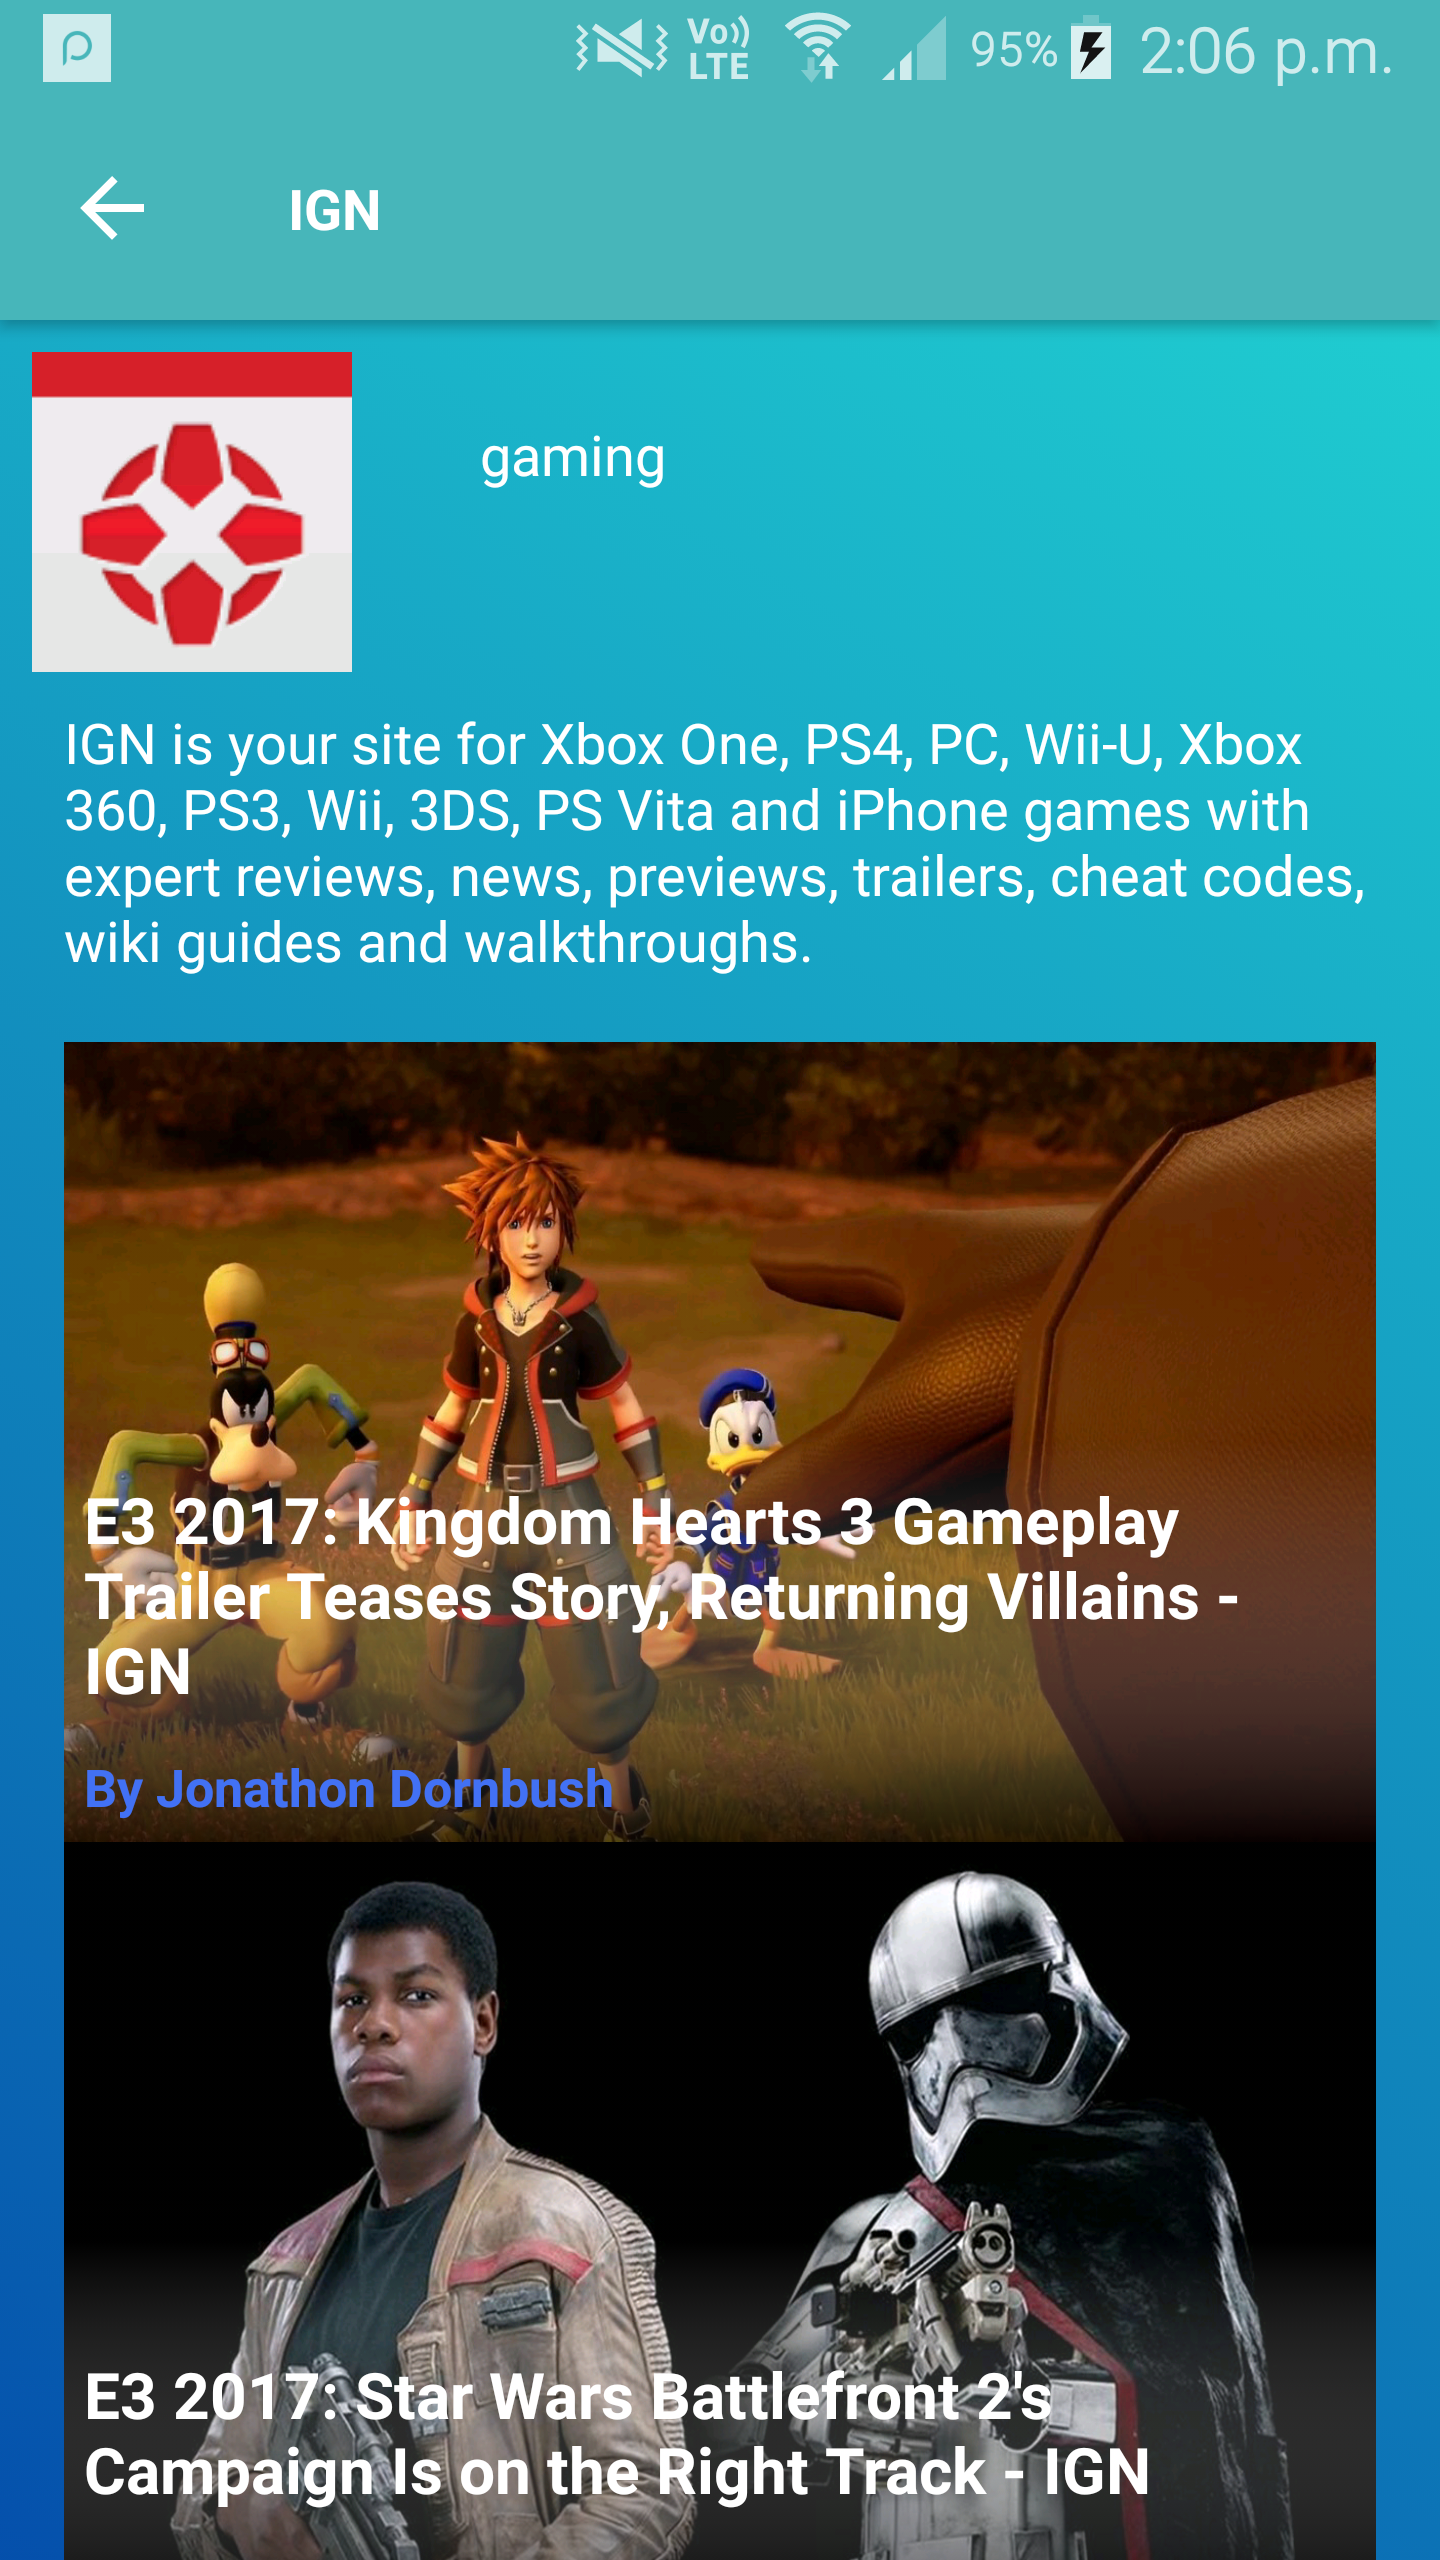 Vo)) LTE 95% 2:06 p.m.
IGN
gaming
IGN is your site for Xbox One, PS4, PC, Wii-U, Xbox
360, PS3, Wii, 3DS, PS Vita and iPhone games with
expert reviews, news, previews, trailers, cheat codes,
wiki guides and walkthroughs.
E3 2017: Kingdom Hearts 3 Gameplay
Trailer Teases Story, Returning Villains -
IGN
By Jonathon Dornbush
E3 2017: Star Wars Battlefront 2's
Campaign Is on the Right Track - IGN